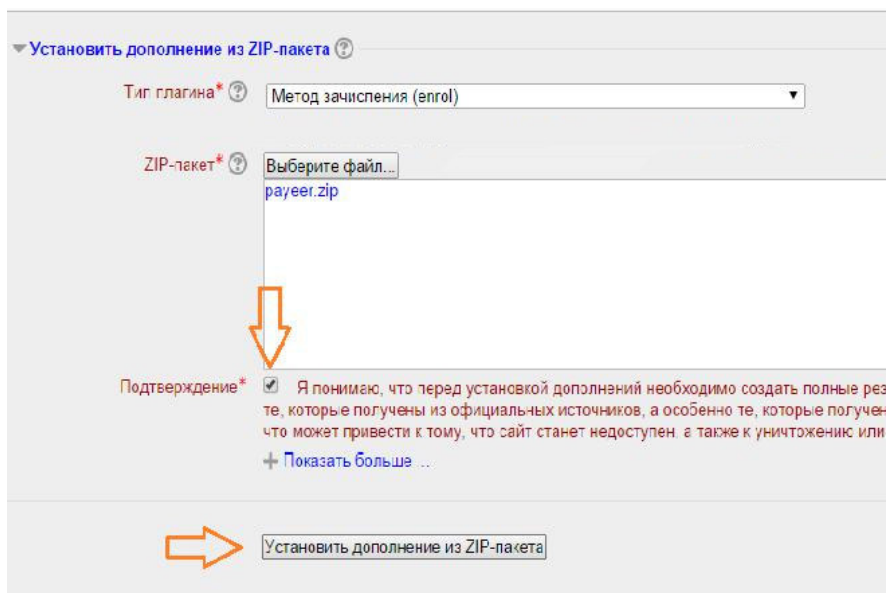 Установить дополнение из ZIP-пакета
Тип плагина*
Метод зачисления (enrol)
ZIP-пакет*
Выберите файл...
payeer.zip
Подтверждение*
Я понимаю, что перед установкой дополнений необходимо создать полные рез
те, которые получены из официальных источников, а особенно те, которые получен
что может привести к тому, что сайт станет недоступен, а также к уничтожению или
Показать больше ...
Установить дополнение из ZIP-пакета